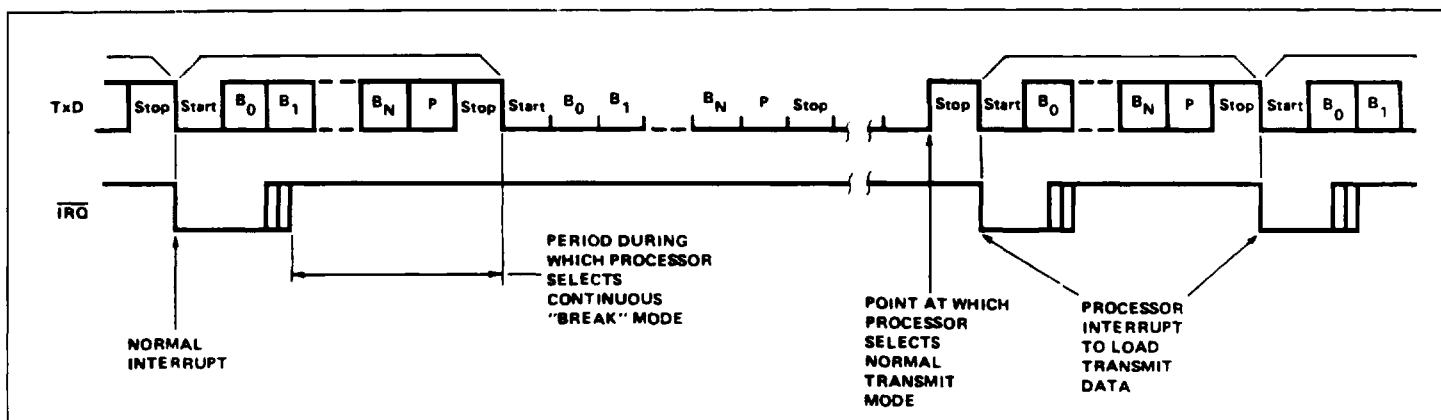 TxD Stop Start B0 B1 BN P Stop Start B0 B1 BN P Stop Stop Start B0 BN P Stop Start B0 B1
IRQ
NORMAL
INTERRUPT
PERIOD DURING
WHICH PROCESSOR
SELECTS
CONTINUOUS
"BREAK" MODE
POINT AT WHICH
PROCESSOR
SELECTS
NORMAL
TRANSMIT
MODE
PROCESSOR
INTERRUPT
TO LOAD
TRANSMIT
DATA